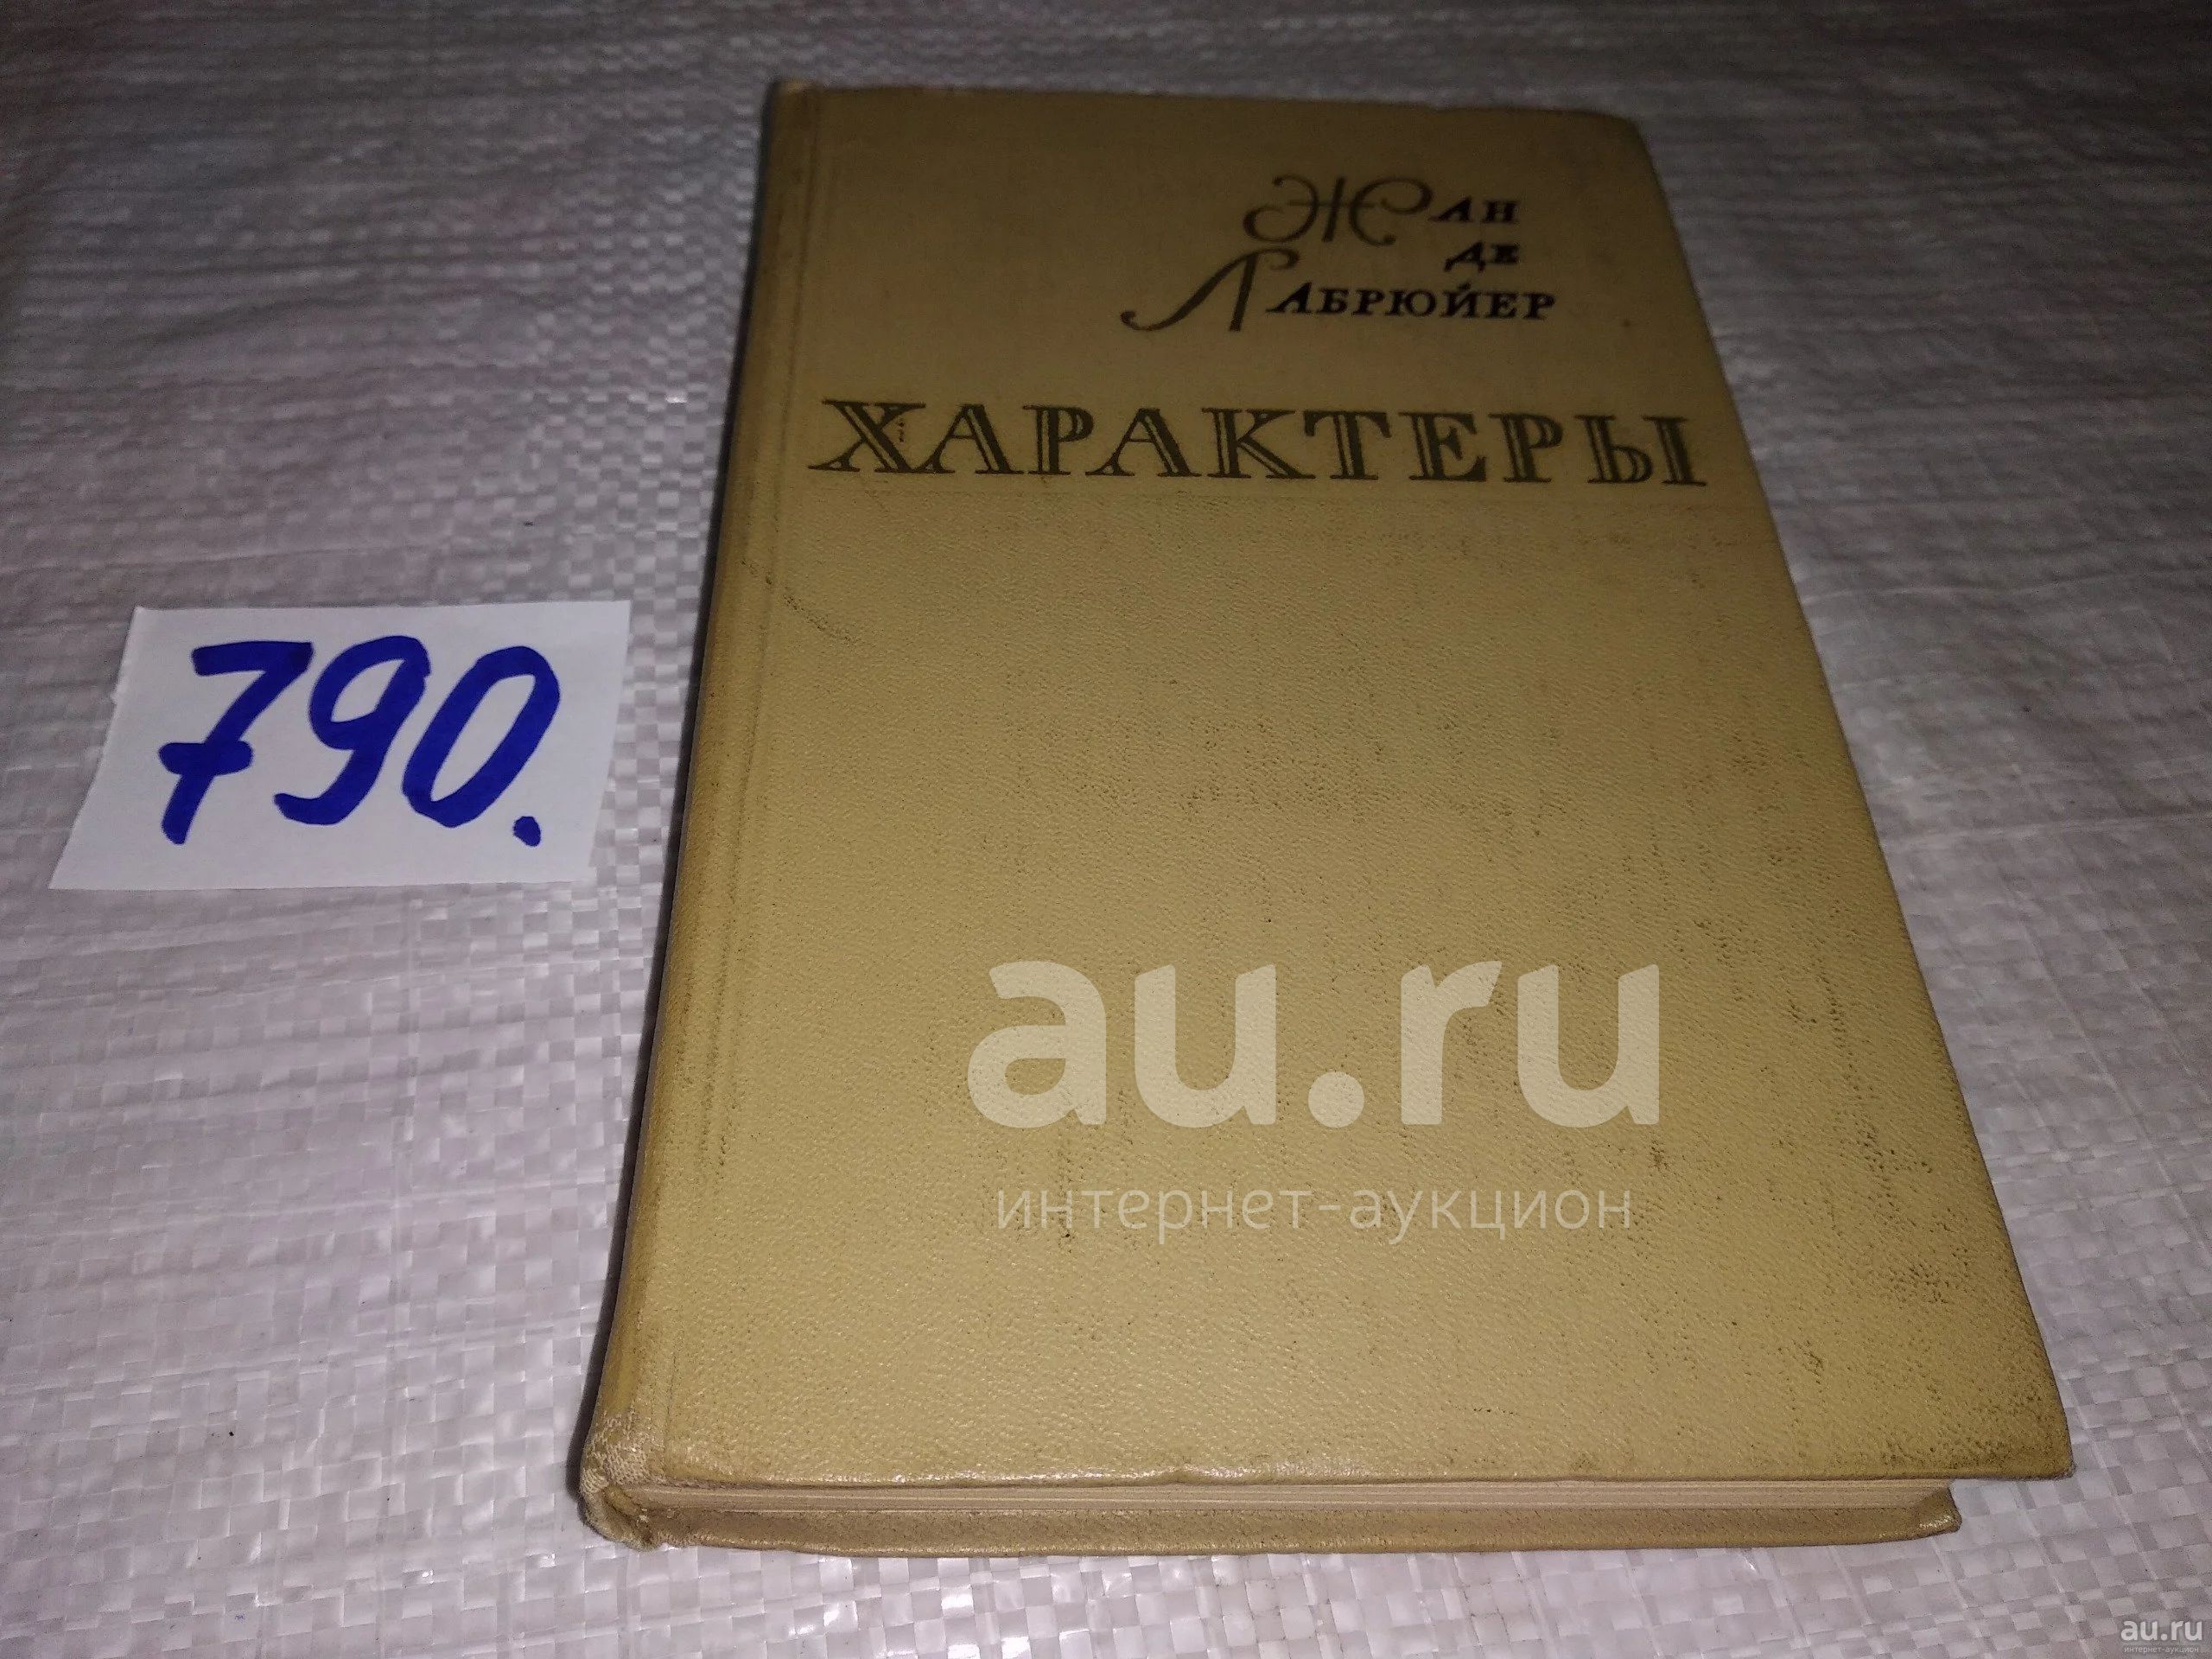 Жан
де
Лабрюйер
ХАРАКТЕРЫ
790.
au.ru
интернет-аукцион
au.ru
интернет-аукцион